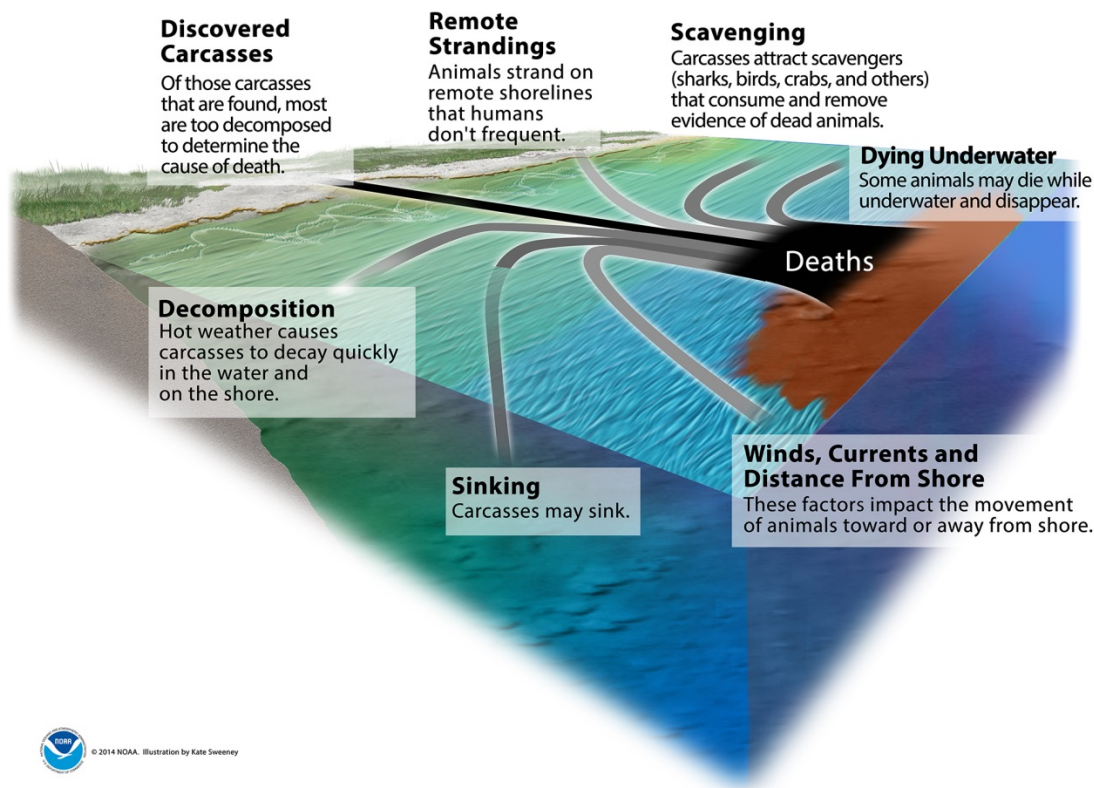 Discovered
Carcasses
Of those carcasses
that are found, most
are too decomposed
to determine the
cause of death.
Remote
Strandings
Animals strand on
remote shorelines
that humans
don't frequent.
Scavenging
Carcasses attract scavengers
(sharks, birds, crabs, and others)
that consume and remove
evidence of dead animals.
Dying Underwater
Some animals may die while
underwater and disappear.
Deaths
Decomposition
Hot weather causes
carcasses to decay quickly
in the water and
on the shore.
Sinking
Carcasses may sink.
Winds, Currents and
Distance From Shore
These factors impact the movement
of animals toward or away from shore.
NOAA
© 2014 NOAA. Illustration by Kate Sweeney